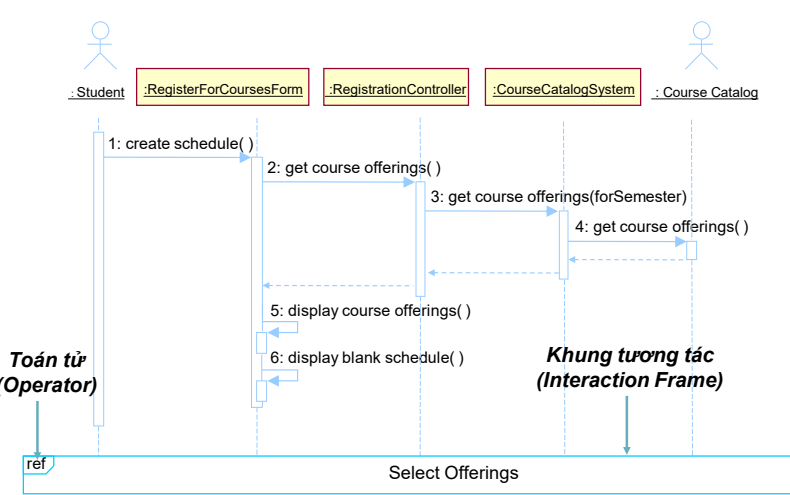 : Student
:RegisterForCoursesForm
:RegistrationController
:CourseCatalogSystem
: Course Catalog
1: create schedule( )
2: get course offerings( )
3: get course offerings(forSemester)
4: get course offerings( )
5: display course offerings( )
6: display blank schedule( )
Toán tử
(Operator)
Khung tương tác
(Interaction Frame)
ref
Select Offerings